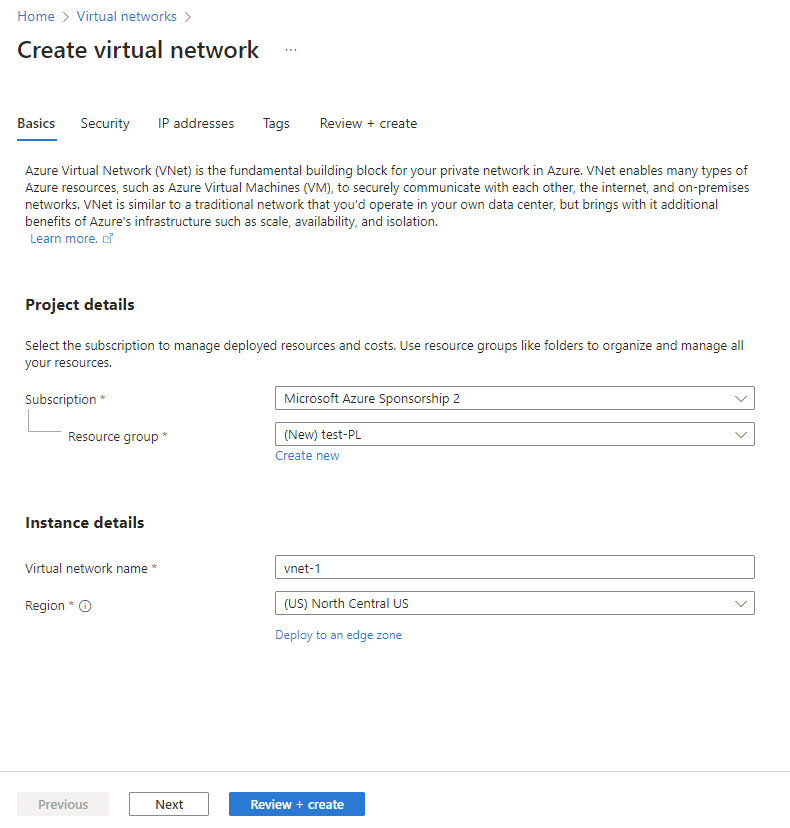 Home > Virtual networks >
Create virtual network ...
Basics Security IP addresses Tags Review + create
Azure Virtual Network (VNet) is the fundamental building block for your private network in Azure. VNet enables many types of
Azure resources, such as Azure Virtual Machines (VM), to securely communicate with each other, the internet, and on-premises
networks. VNet is similar to a traditional network that you'd operate in your own data center, but brings with it additional
benefits of Azure's infrastructure such as scale, availability, and isolation.
Learn more.
Project details
Select the subscription to manage deployed resources and costs. Use resource groups like folders to organize and manage all
your resources.
Subscription * Microsoft Azure Sponsorship 2
Resource group * (New) test-PL
Create new
Instance details
Virtual network name * vnet-1
Region * (US) North Central US
Deploy to an edge zone
Previous Next Review + create